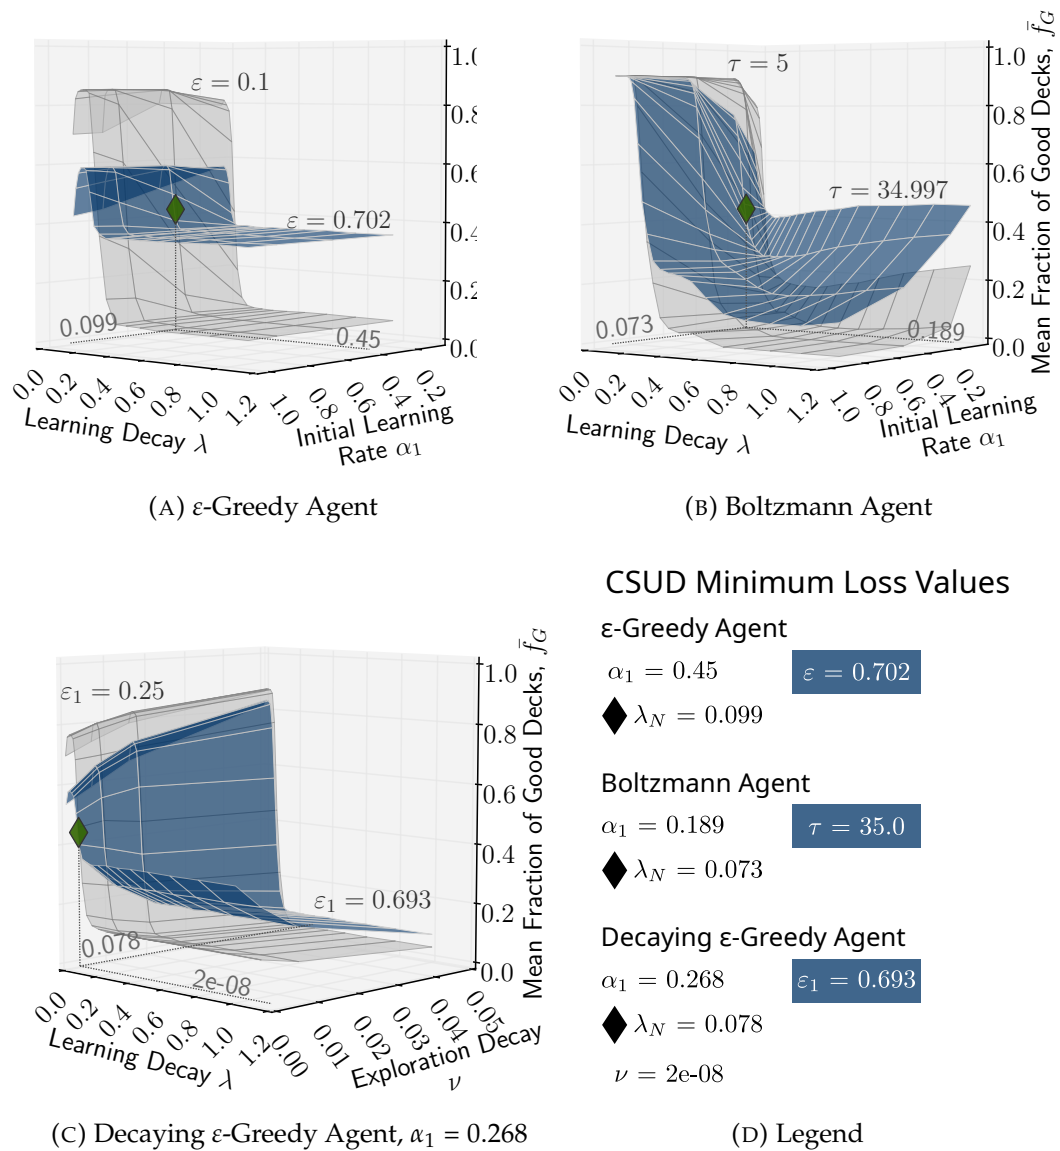 ε = 0.1
ε = 0.702
0.099
0.45
1.0
0.8
0.6
0.4
0.2
0.0
0.0
0.2
0.4
0.6
0.8
1.0
1.2
1.0
0.8
0.6
0.4
0.2
Learning Decay λ
Initial Learning
Rate α₁
(A) ε-Greedy Agent
τ = 5
τ = 34.997
0.073
0.189
1.0
0.8
0.6
0.4
0.2
0.0
Mean Fraction of Good Decks, f̄_G
0.0
0.2
0.4
0.6
0.8
1.0
1.2
1.0
0.8
0.6
0.4
0.2
Learning Decay λ
Initial Learning
Rate α₁
(B) Boltzmann Agent
ε₁ = 0.25
ε₁ = 0.693
0.078
2e-08
1.0
0.8
0.6
0.4
0.2
0.0
Mean Fraction of Good Decks, f̄_G
0.0
0.2
0.4
0.6
0.8
1.0
1.2
0.00
0.01
0.02
0.03
0.04
0.05
Learning Decay λ
Exploration Decay
ν
(C) Decaying ε-Greedy Agent, α₁ = 0.268
CSUD Minimum Loss Values
ε-Greedy Agent
α₁ = 0.45 ε = 0.702
λ_N = 0.099
Boltzmann Agent
α₁ = 0.189 τ = 35.0
λ_N = 0.073
Decaying ε-Greedy Agent
α₁ = 0.268 ε₁ = 0.693
λ_N = 0.078
ν = 2e-08
(D) Legend